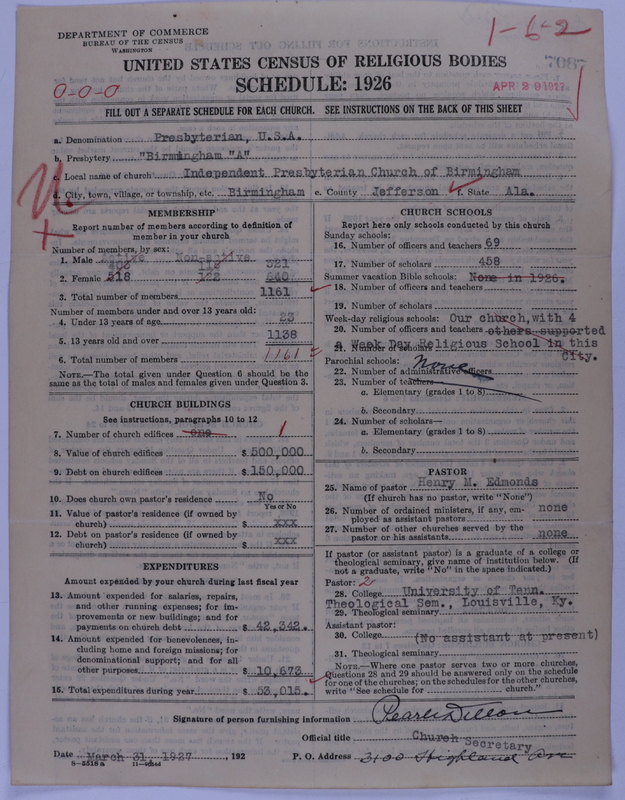 DEPARTMENT OF COMMERCE
BUREAU OF THE CENSUS
WASHINGTON
1-6-2
7087
UNITED STATES CENSUS OF RELIGIOUS BODIES
SCHEDULE: 1926
0-0-0
APR 29 1927
FILL OUT A SEPARATE SCHEDULE FOR EACH CHURCH. SEE INSTRUCTIONS ON THE BACK OF THIS SHEET
a. Denomination Presbyterian, U.S.A.
b. Presbytery "Birmingham "A"
c. Local name of church Independent Presbyterian Church of Birmingham
d. City, town, village, or township, etc. Birmingham e. County Jefferson f. State Ala.
MEMBERSHIP
Report number of members according to definition of
member in your church
Number of members, by sex:
Active Non-active
1. Male 403 118 521
2. Female 518 122 640
3. Total number of members 1161
Number of members under and over 13 years old:
4. Under 13 years of age 23
5. 13 years old and over 1138
6. Total number of members 1161
NOTE.—The total given under Question 6 should be
same as the total of males and females given under Question 3.
CHURCH BUILDINGS
See instructions, paragraphs 10 to 12
7. Number of church edifices one 1
8. Value of church edifices $ 500,000
9. Debt on church edifices $ 150,000
10. Does church own pastor's residence No
Yes or No
11. Value of pastor's residence (if owned by
church) $ xxx
12. Debt on pastor's residence (if owned by
church) $ xxx
EXPENDITURES
Amount expended by your church during last fiscal year
13. Amount expended for salaries, repairs,
and other running expenses; for im-
provements or new buildings; and for
payments on church debt $ 42,342.
14. Amount expended for benevolences, in-
cluding home and foreign missions; for
denominational support; and for all
other purposes $ 10,673
15. Total expenditures during year $ 53,015.
CHURCH SCHOOLS
Report here only schools conducted by this church
Sunday schools:
16. Number of officers and teachers 69
17. Number of scholars 458
Summer vacation Bible schools: None in 1926.
18. Number of officers and teachers
19. Number of scholars
Week-day religious schools: Our church, with 4
20. Number of officers and teachers others supported
21. Number of scholars a Week Day Religious School in this
City.
Parochial schools: None
22. Number of administrative officers
23. Number of teachers—
a. Elementary (grades 1 to 8)
b. Secondary
24. Number of scholars—
a. Elementary (grades 1 to 8)
b. Secondary
PASTOR
25. Name of pastor Henry M. Edmonds
(If church has no pastor, write "None")
26. Number of ordained ministers, if any, em-
ployed as assistant pastors none
27. Number of other churches served by the
pastor or his assistants none
If pastor (or assistant pastor) is a graduate of a college or
theological seminary, give name of institution below. (If
not a graduate, write "No" in the space indicated.)
Pastor: 2
28. College University of Tenn.
Theological Sem., Louisville, Ky.
29. Theological seminary
Assistant pastor:
30. College (No assistant at present)
31. Theological seminary
NOTE.—Where one pastor serves two or more churches,
Questions 28 and 29 should be answered only on the schedule
for one of the churches; on the schedules for the other churches,
write "See schedule for church."
Signature of person furnishing information Pearle Dillon
Official title Church Secretary
Date March 31, 1927 , 192 P. O. Address 3100 Highland Ave
8-5518a